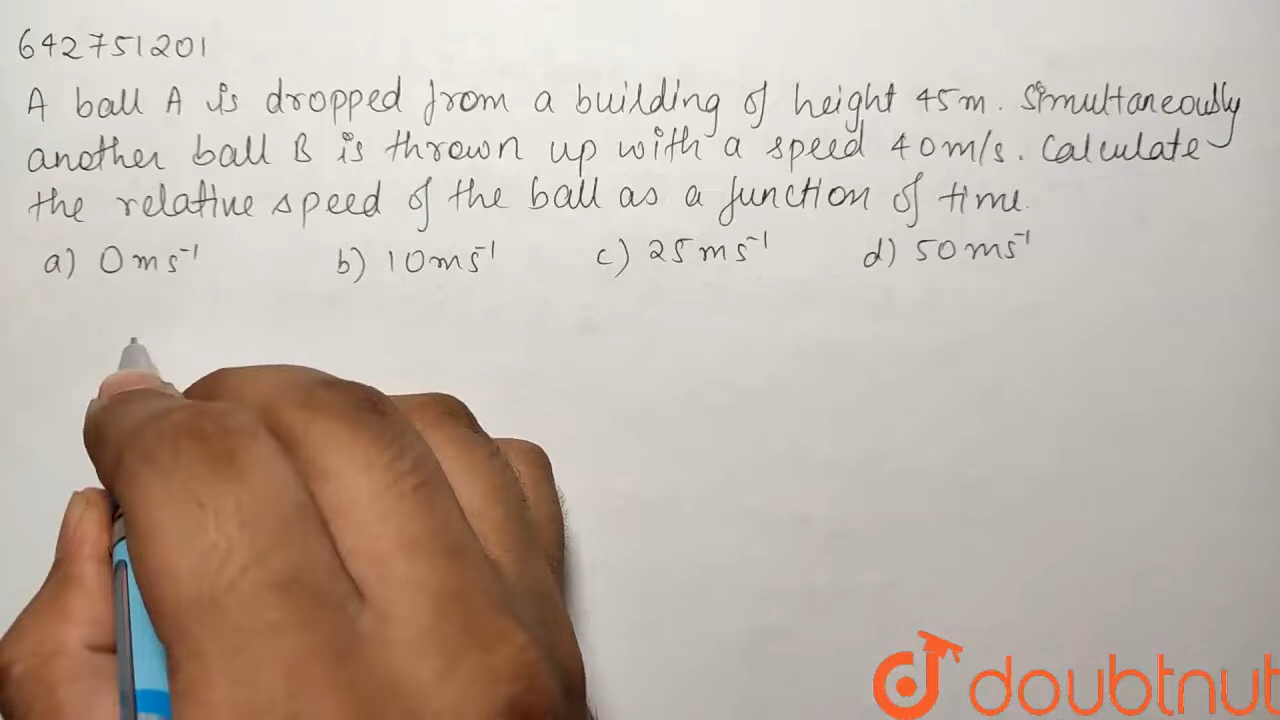 642751201
A ball A is dropped from a building of height 45m. Simultaneously
another ball B is thrown up with a speed 40m/s. Calculate
the relative speed of the ball as a function of time.
a) 0ms⁻¹ b) 10ms⁻¹ c) 25ms⁻¹ d) 50ms⁻¹
doubtnut